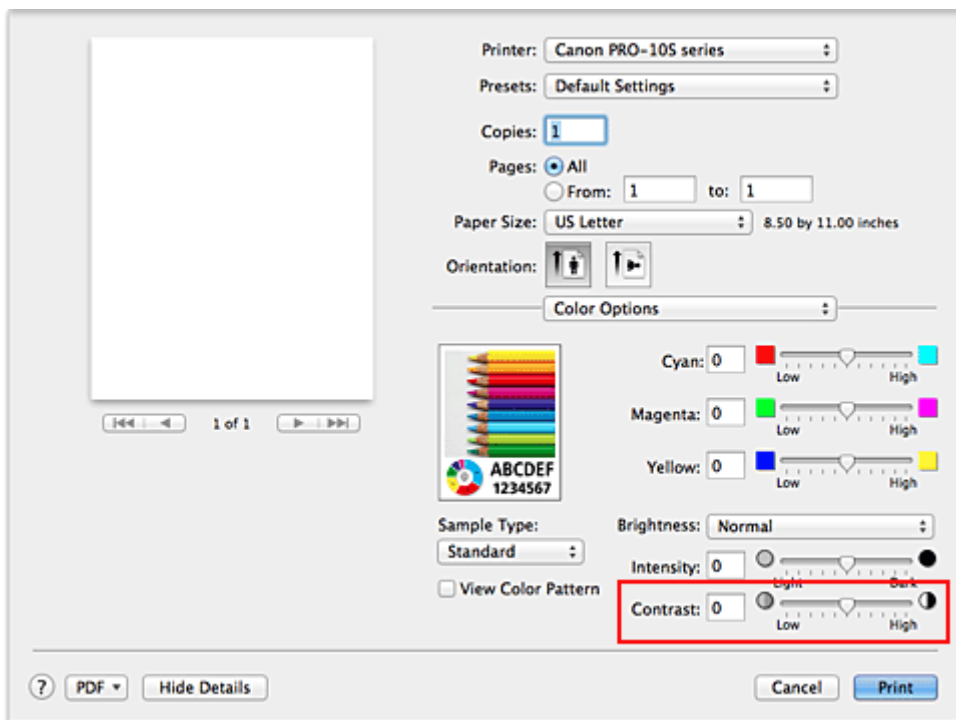 Printer: Canon PRO-10S series
Presets: Default Settings
Copies: 1
Pages: All
From: 1 to: 1
Paper Size: US Letter 8.50 by 11.00 inches
Orientation:
Color Options
1 of 1
ABCDEF
1234567
Sample Type:
Standard
View Color Pattern
Cyan: 0
Low High
Magenta: 0
Low High
Yellow: 0
Low High
Brightness: Normal
Intensity: 0
Light Dark
Contrast: 0
Low High
? PDF Hide Details Cancel Print